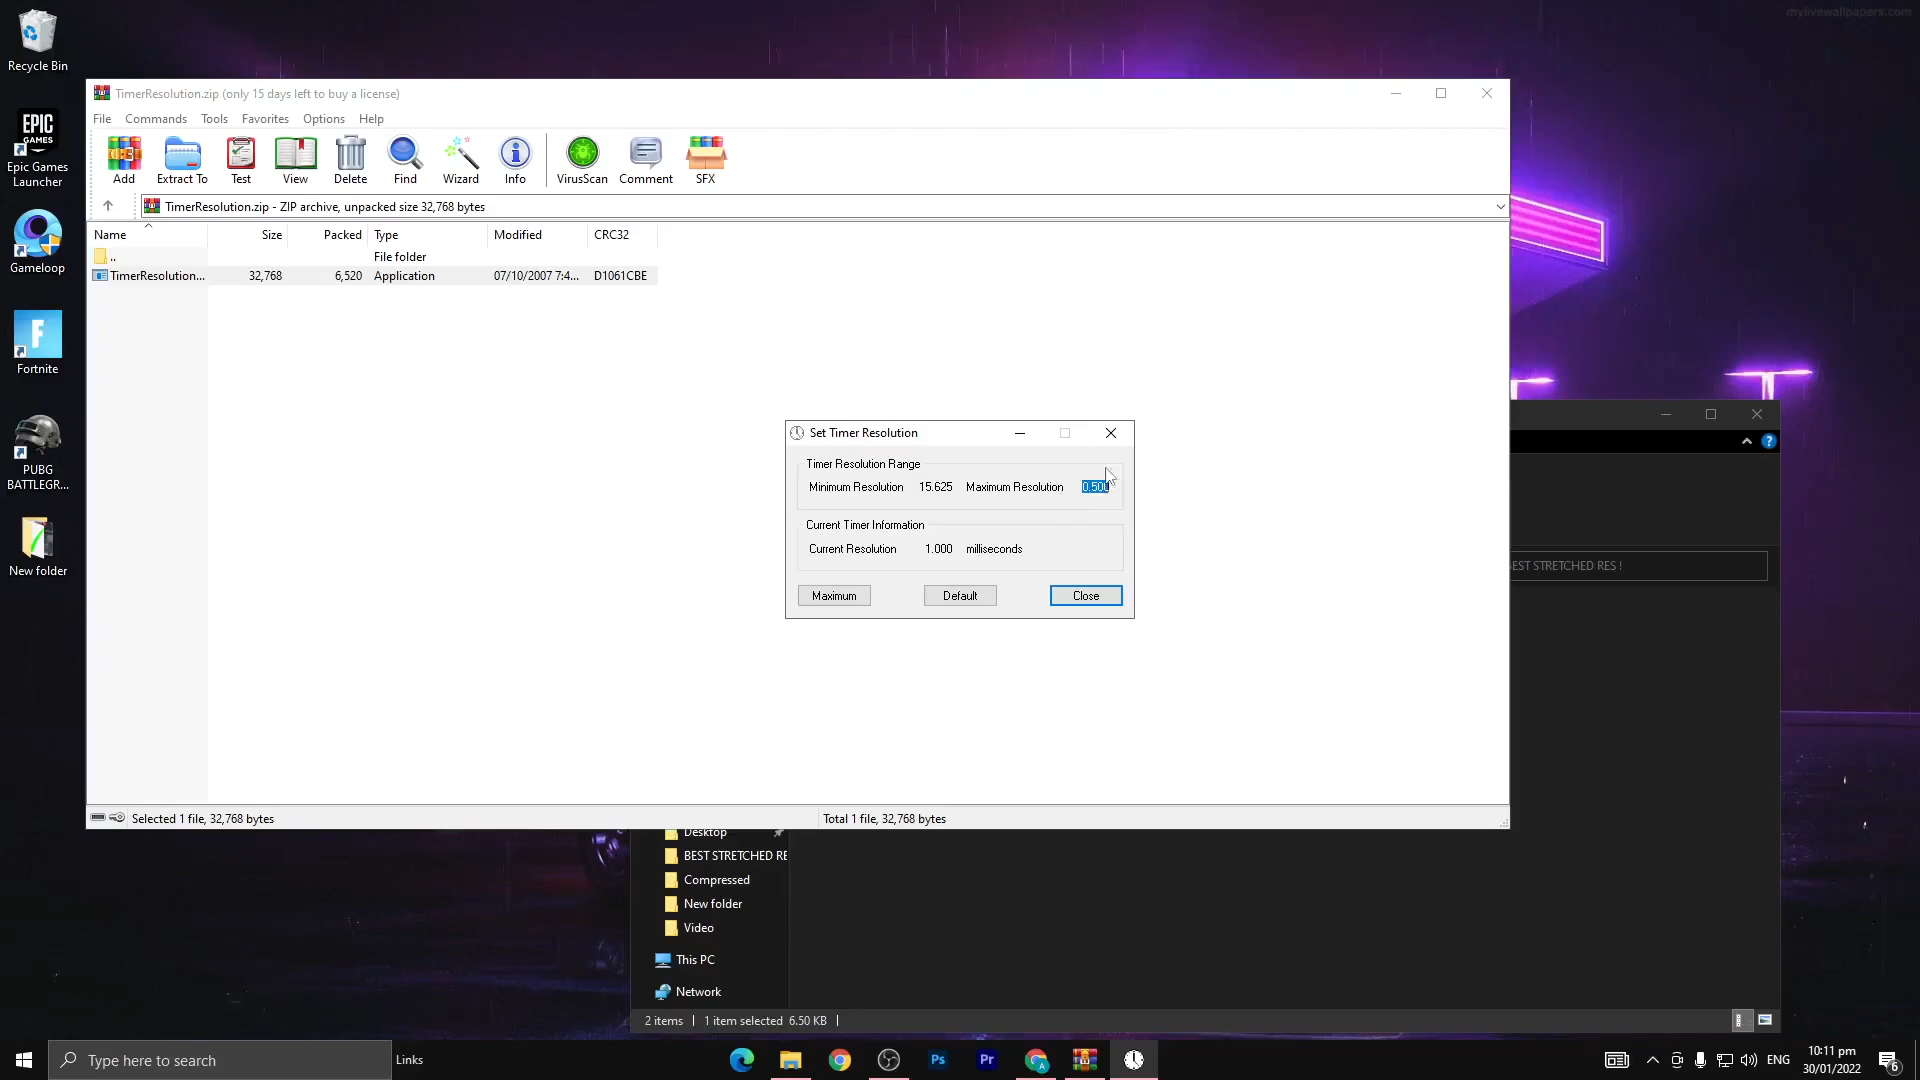 mylivewallpapers.com
Recycle Bin
EPIC
GAMES
Epic Games
Launcher
Gameloop
Fortnite
PUBG
BATTLEGR...
New folder
TimerResolution.zip (only 15 days left to buy a license)
File Commands Tools Favorites Options Help
Add Extract To Test View Delete Find Wizard Info VirusScan Comment SFX
TimerResolution.zip - ZIP archive, unpacked size 32,768 bytes
Name Size Packed Type Modified CRC32
.. File folder
TimerResolution... 32,768 6,520 Application 07/10/2007 7:4... D1061CBE
Set Timer Resolution
Timer Resolution Range
Minimum Resolution 15.625 Maximum Resolution 0.500
Current Timer Information
Current Resolution 1.000 milliseconds
Maximum Default Close
EST STRETCHED RES !
Selected 1 file, 32,768 bytes Total 1 file, 32,768 bytes
Desktop
BEST STRETCHED RE
Compressed
New folder
Video
This PC
Network
2 items 1 item selected 6.50 KB
Type here to search Links
Ps
Pr
A
ENG
10:11 pm
30/01/2022
6